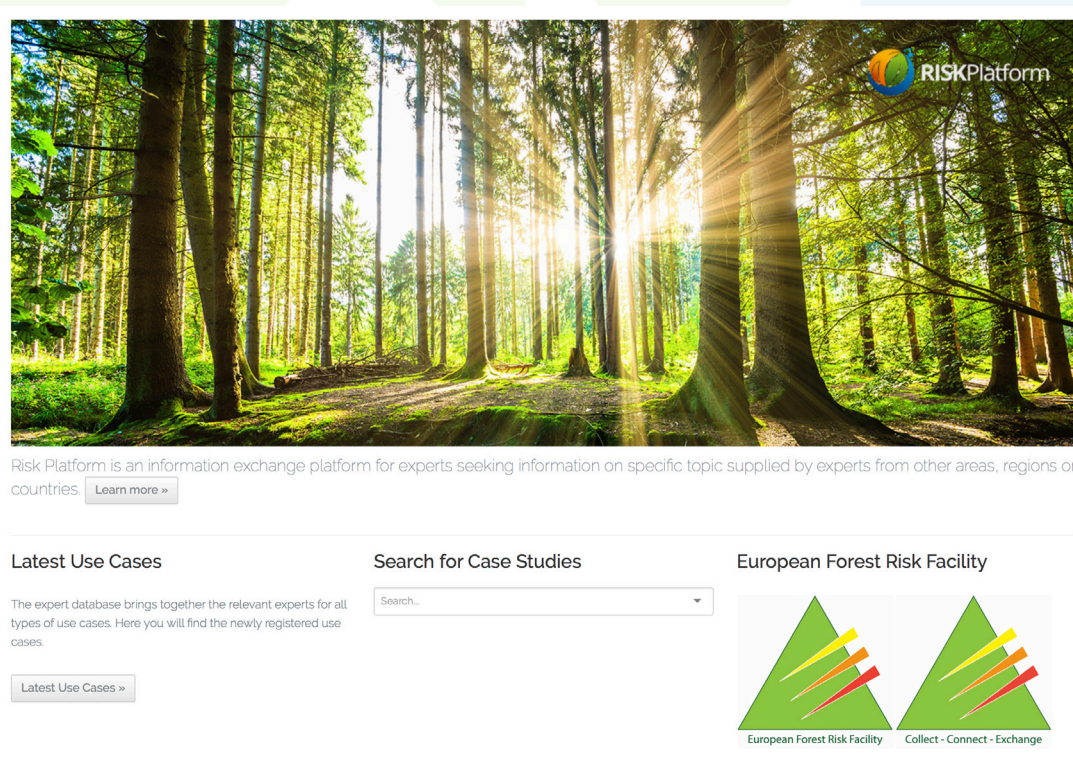 RISKPlatform
Risk Platform is an information exchange platform for experts seeking information on specific topic supplied by experts from other areas, regions or
countries. Learn more »
Latest Use Cases
The expert database brings together the relevant experts for all
types of use cases. Here you will find the newly registered use
cases.
Latest Use Cases »
Search for Case Studies
Search...
European Forest Risk Facility
European Forest Risk Facility
Collect - Connect - Exchange